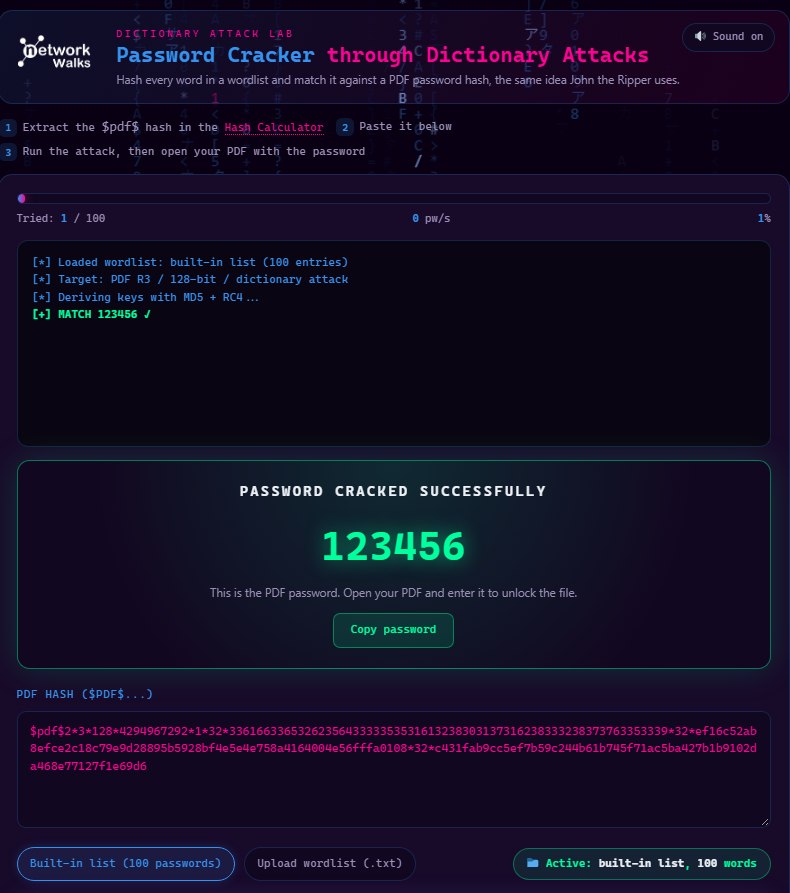 network
Walks
DICTIONARY ATTACK LAB
Password Cracker through Dictionary Attacks
Hash every word in a wordlist and match it against a PDF password hash, the same idea John the Ripper uses.
Sound on
1 Extract the $pdf$ hash in the Hash Calculator 2 Paste it below
3 Run the attack, then open your PDF with the password
Tried: 1 / 100 0 pw/s 1%
[*] Loaded wordlist: built-in list (100 entries)
[*] Target: PDF R3 / 128-bit / dictionary attack
[*] Deriving keys with MD5 + RC4...
[+] MATCH 123456 ✓
PASSWORD CRACKED SUCCESSFULLY
123456
This is the PDF password. Open your PDF and enter it to unlock the file.
Copy password
PDF HASH ($PDF$...)
$pdf$2*3*128*4294967292*1*32*33616633653262356433333535316132383031373162383332383737633533339*32*ef16c52ab
8efce2c18c79e9d28895b5928bf4e5e4e758a4164004e56fffa0108*32*c431fab9cc5ef7b59c244b61b745f71ac5ba427b1b9102d
a468e77127f1e69d6
Built-in list (100 passwords) Upload wordlist (.txt) Active: built-in list, 100 words